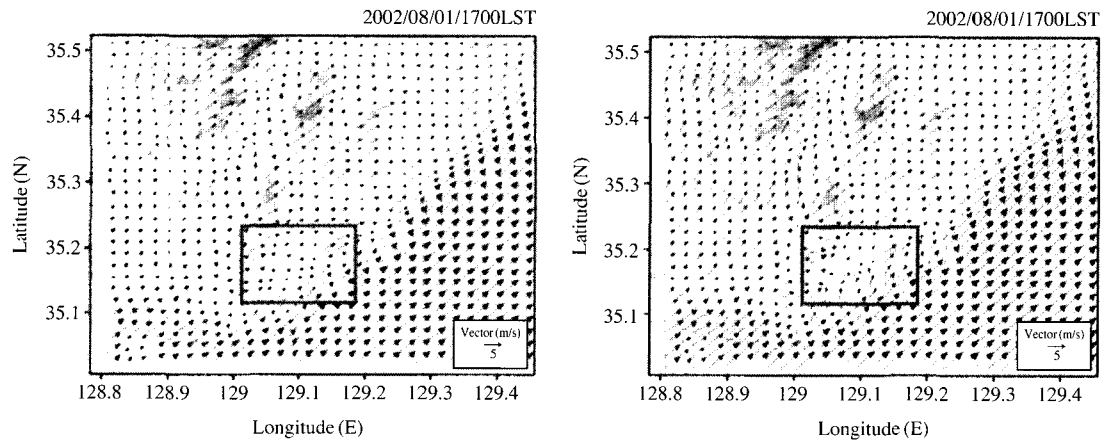 2002/08/01/1700LST
35.5
35.4
35.3
35.2
35.1
Latitude (N)
128.8 128.9 129 129.1 129.2 129.3 129.4
Longitude (E)
Vector (m/s)
5
2002/08/01/1700LST
35.5
35.4
35.3
35.2
35.1
Latitude (N)
128.8 128.9 129 129.1 129.2 129.3 129.4
Longitude (E)
Vector (m/s)
5